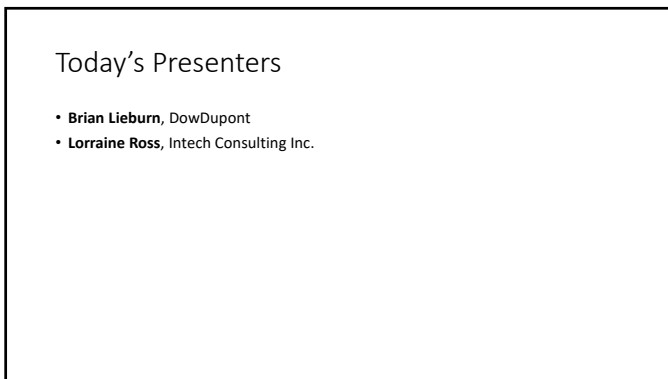 Today’s Presenters
• Brian Lieburn, DowDupont
• Lorraine Ross, Intech Consulting Inc.